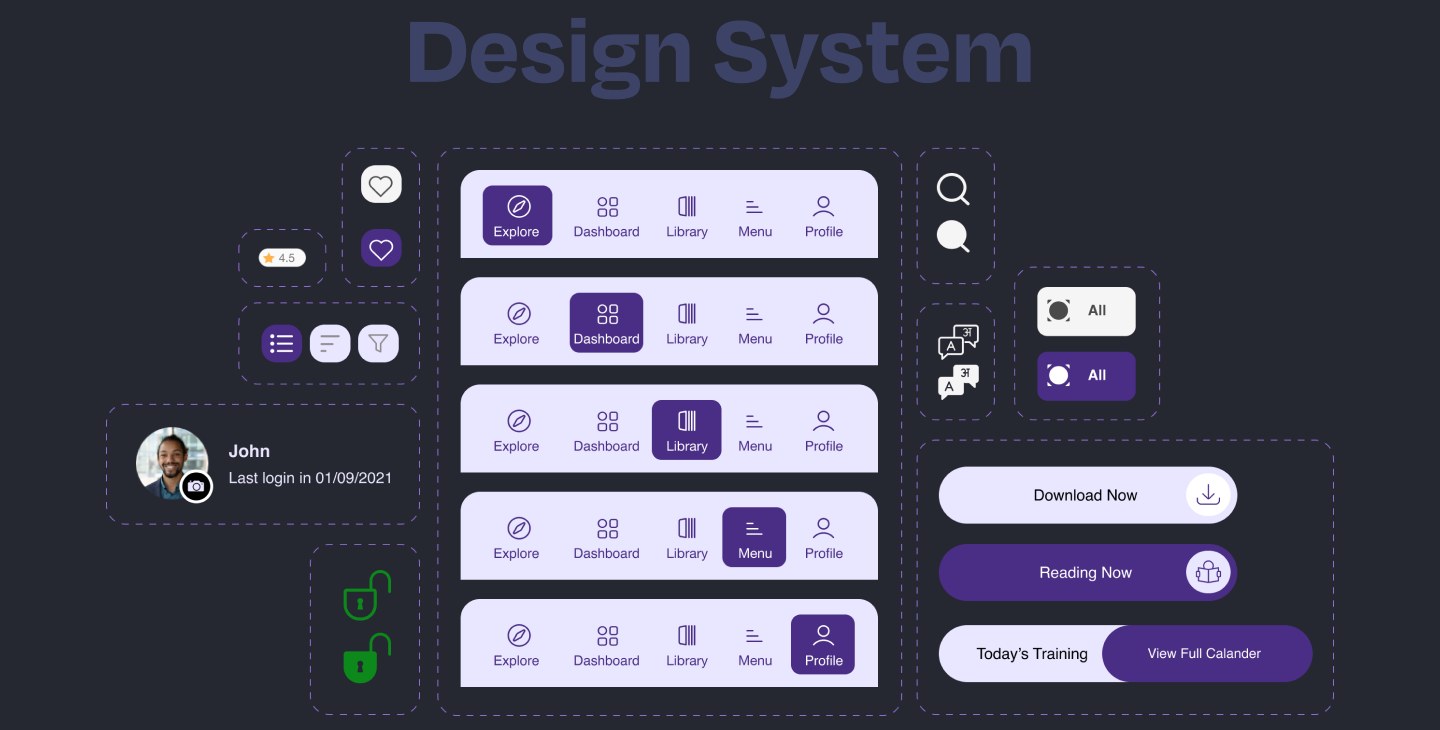 Design System
4.5
John
Last login in 01/09/2021
Explore Dashboard Library Menu Profile
Explore Dashboard Library Menu Profile
Explore Dashboard Library Menu Profile
Explore Dashboard Library Menu Profile
Explore Dashboard Library Menu Profile
अ
A
अ
A
All
All
Download Now
Reading Now
Today’s Training View Full Calander